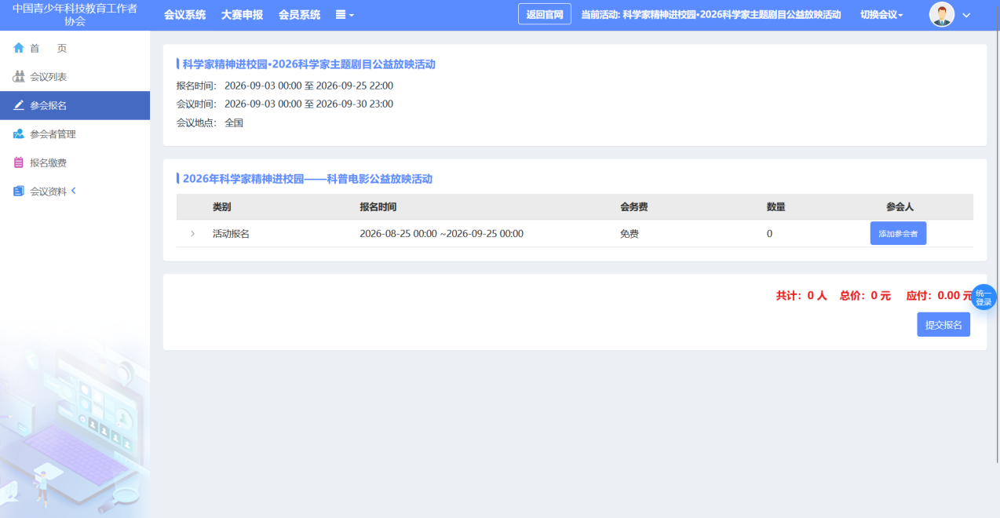 中国青少年科技教育工作者
协会
会议系统 大赛申报 会员系统
返回官网 当前活动: 科学家精神进校园•2026科学家主题剧目公益放映活动 切换会议
首 页
会议列表
参会报名
参会者管理
报名缴费
会议资料
科学家精神进校园•2026科学家主题剧目公益放映活动
报名时间： 2026-09-03 00:00 至 2026-09-25 22:00
会议时间： 2026-09-03 00:00 至 2026-09-30 23:00
会议地点： 全国
2026年科学家精神进校园——科普电影公益放映活动
类别 报名时间 会务费 数量 参会人
活动报名 2026-08-25 00:00 ~2026-09-25 00:00 免费 0 添加参会者
共计：0 人 总价：0 元 应付：0.00 元
统一
登录
提交报名